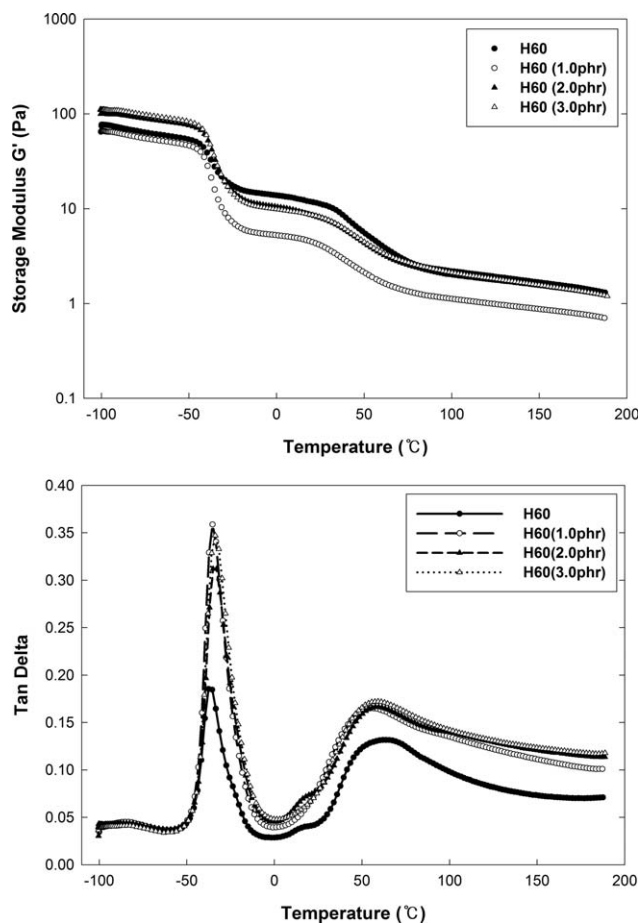 1000
100
10
1
0.1
Storage Modulus G' (Pa)
H60
H60 (1.0phr)
H60 (2.0phr)
H60 (3.0phr)
-100 -50 0 50 100 150 200
Temperature (℃)
0.40
0.35
0.30
0.25
0.20
0.15
0.10
0.05
0.00
Tan Delta
H60
H60(1.0phr)
H60(2.0phr)
H60(3.0phr)
-100 -50 0 50 100 150 200
Temperature (℃)